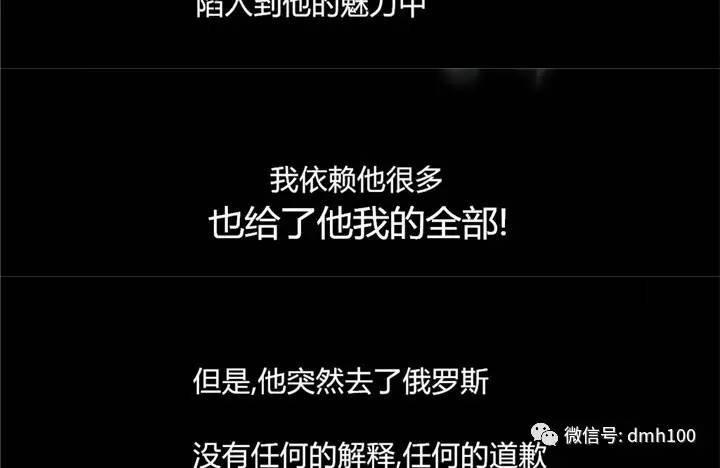 陷入到他的魅力中
我依赖他很多
也给了他我的全部!
但是,他突然去了俄罗斯
没有任何的解释,任何的道歉
微信号: dmh100